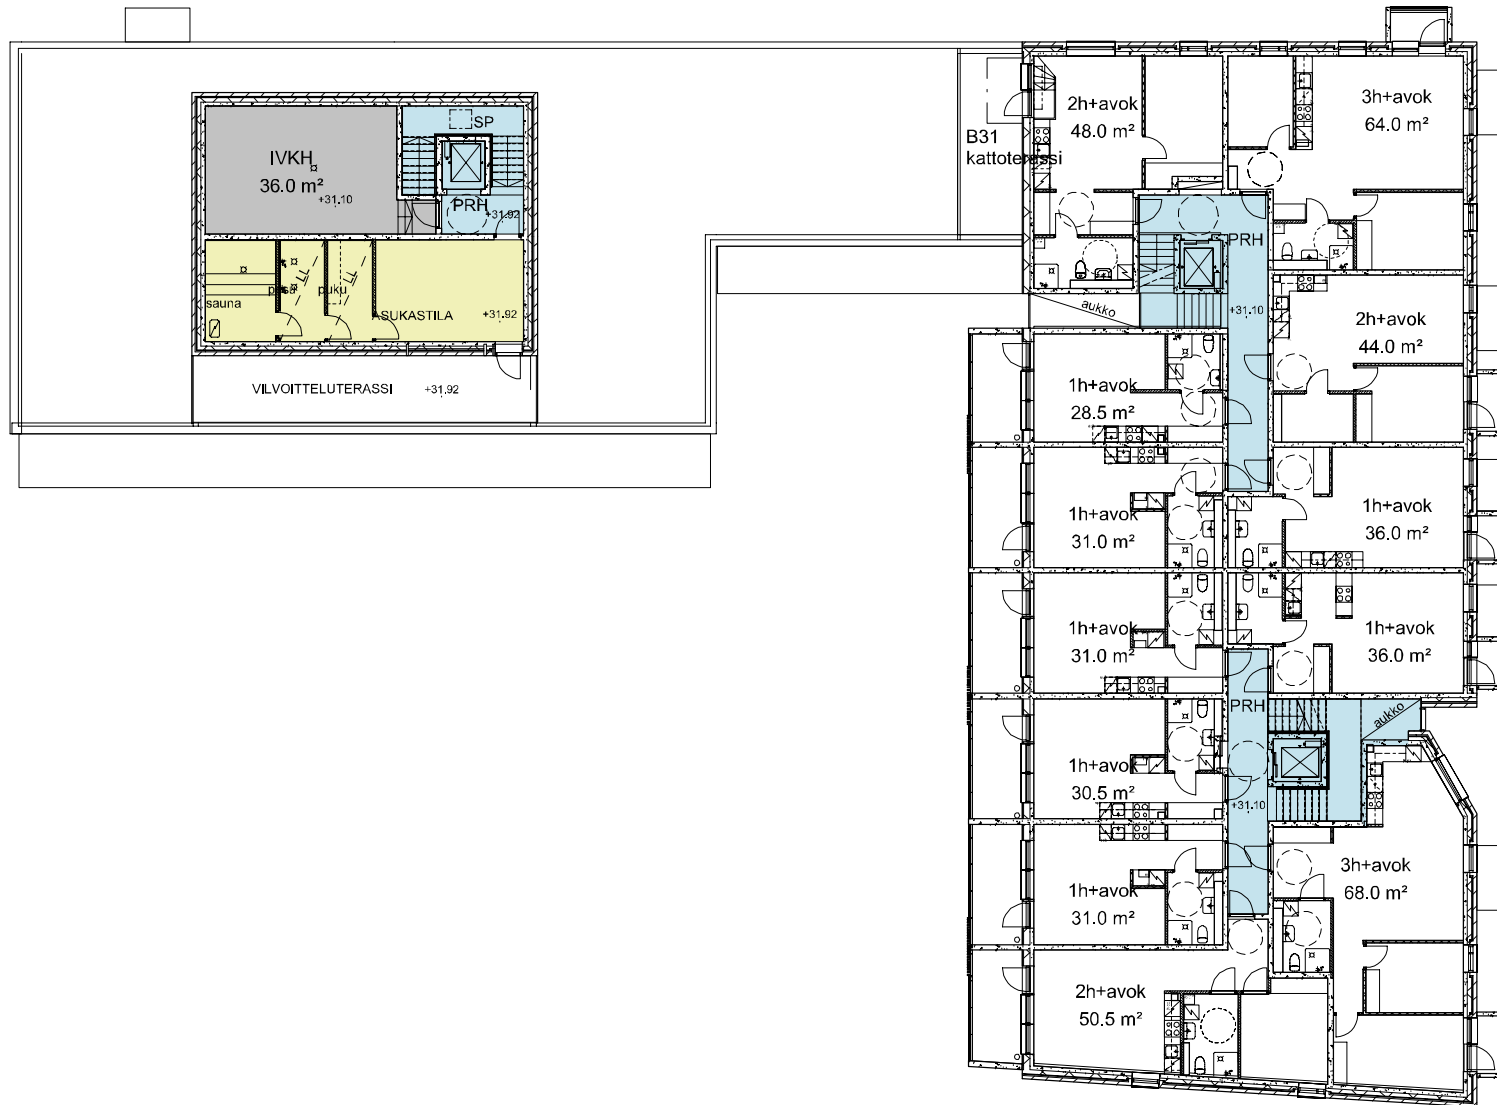 SP
IVKH
36.0 m²
+31.10
PRH
+31.92
sauna
pesu
LL
puku
LL
ASUKASTILA
+31.92
VILVOITTELUTERASSI
+31.92
B31
kattoterassi
2h+avok
48.0 m²
3h+avok
64.0 m²
PRH
+31.10
aukko
2h+avok
44.0 m²
1h+avok
28.5 m²
1h+avok
31.0 m²
1h+avok
36.0 m²
1h+avok
31.0 m²
1h+avok
36.0 m²
PRH
aukko
1h+avok
30.5 m²
+31.10
3h+avok
68.0 m²
1h+avok
31.0 m²
2h+avok
50.5 m²